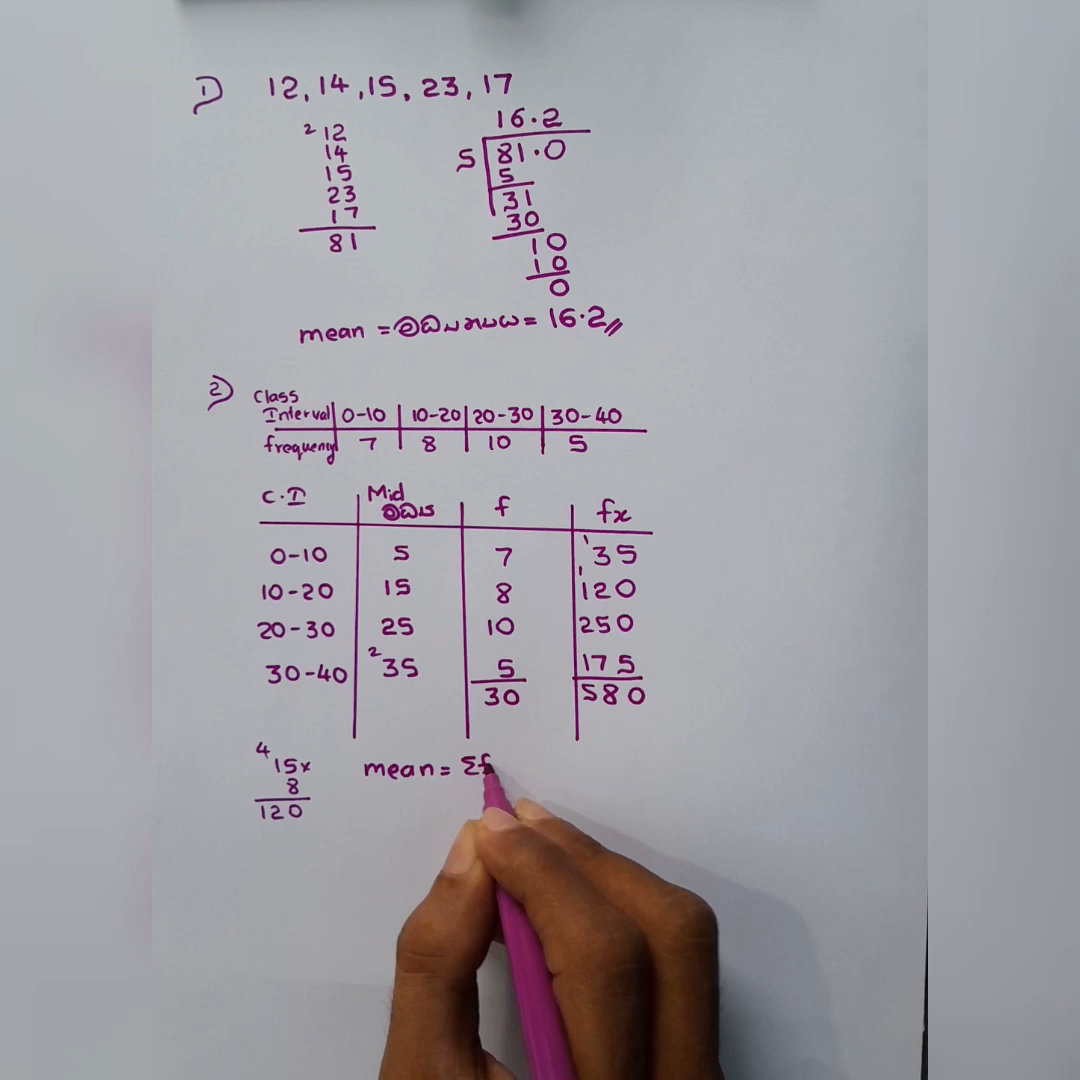 1) 12, 14, 15, 23, 17
2 12
14
15
23
17
81
16.2
5 81.0
5
31
30
10
10
0
mean = මධ්‍යන්‍යය = 16.2
2) Class
Interval 0-10 10-20 20-30 30-40
frequency 7 8 10 5
C.I Mid f fx
මධ්‍ය
0-10 5 7 35
10-20 15 8 120
20-30 25 10 250
30-40 35 5 175
30 580
4
15x
8
120
mean = Σf